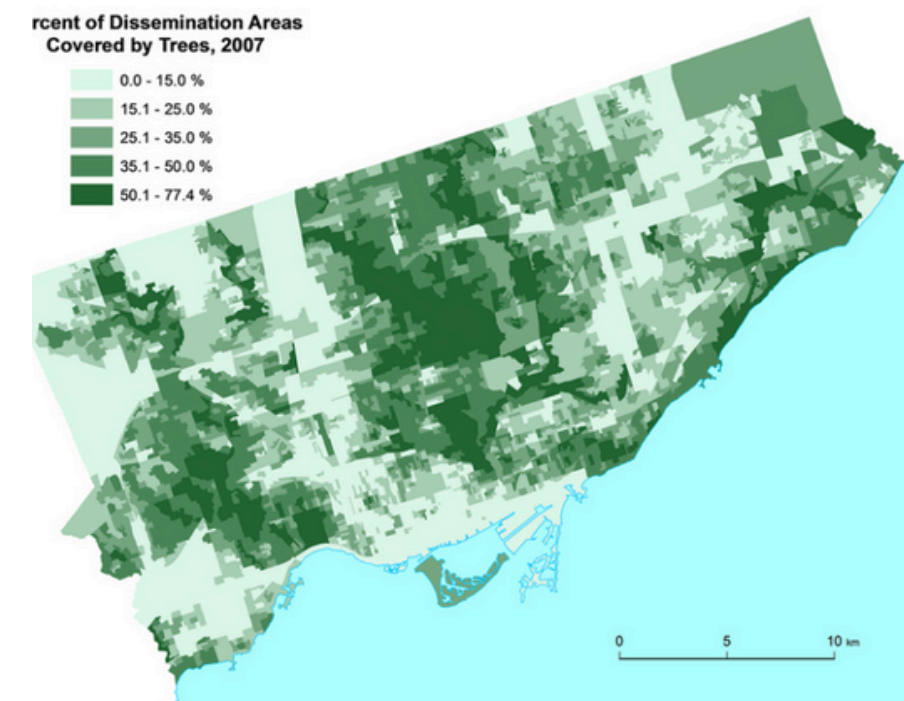 rcent of Dissemination Areas
Covered by Trees, 2007
0.0 - 15.0 %
15.1 - 25.0 %
25.1 - 35.0 %
35.1 - 50.0 %
50.1 - 77.4 %
0 5 10 km